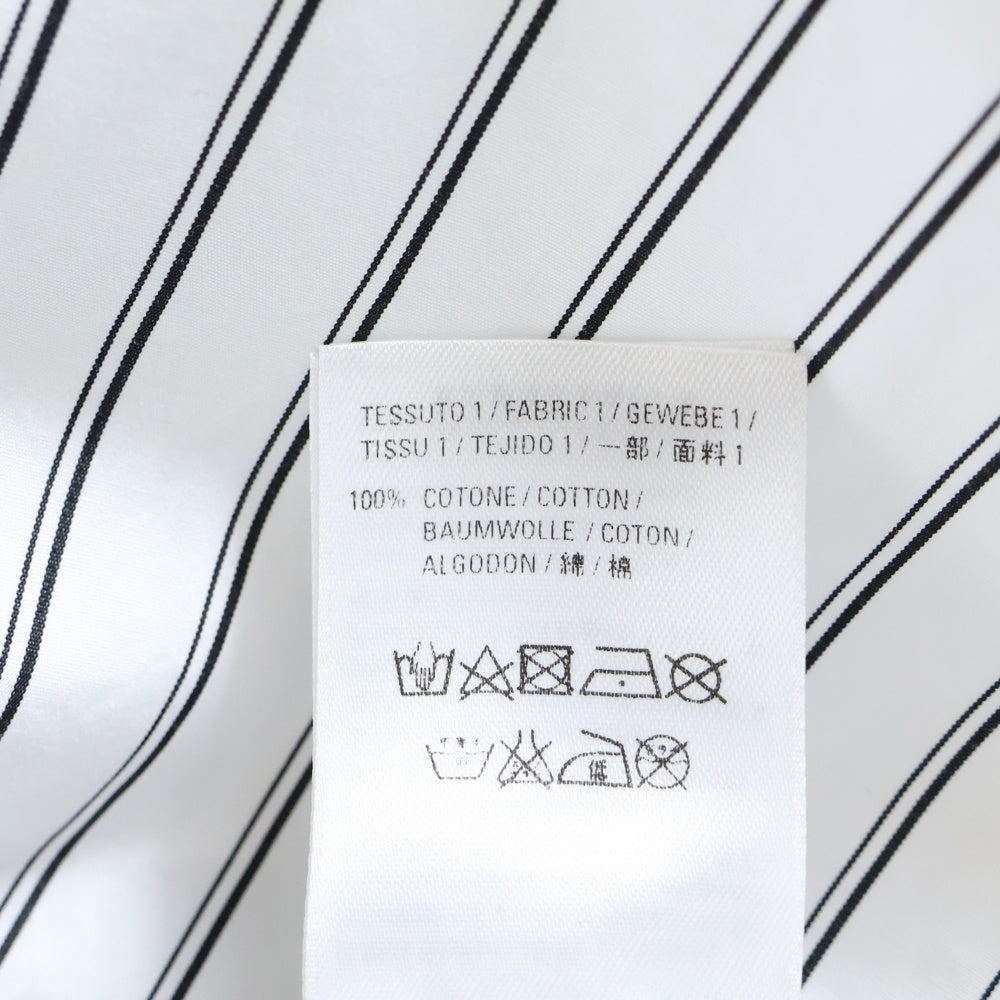 TESSUTO 1 / FABRIC 1 / GEWEBE 1 /
TISSU 1 / TEJIDO 1 / 一部 / 面料 1
100% COTONE / COTTON /
BAUMWOLLE / COTON /
ALGODON / 綿 / 棉
低